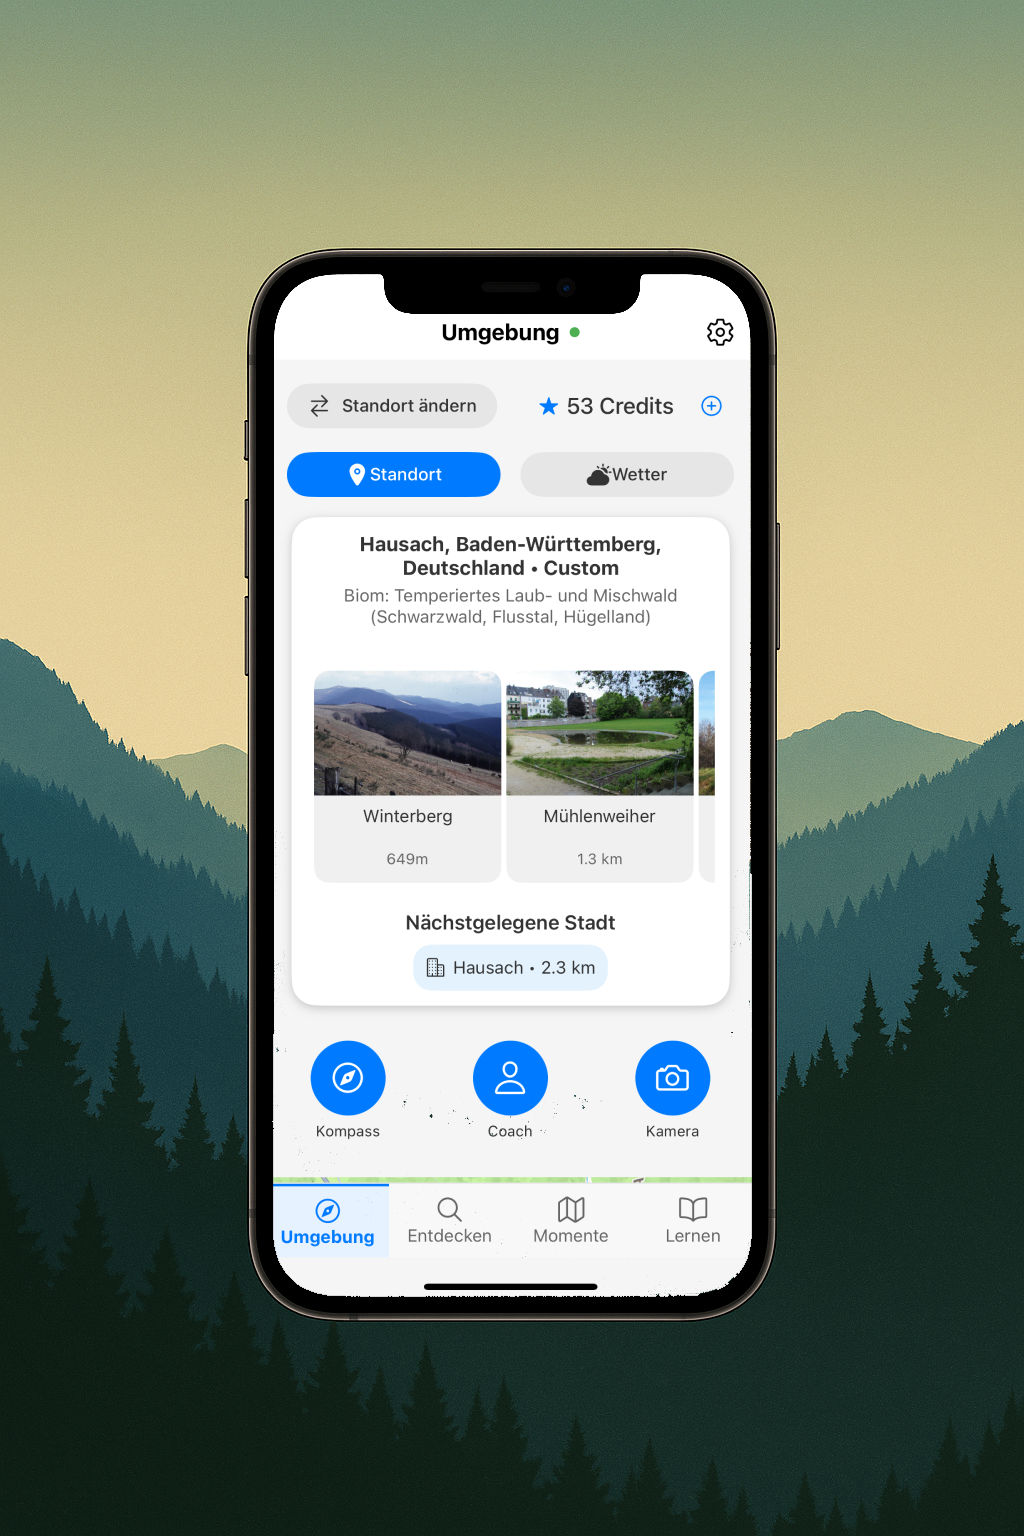 Umgebung
Standort ändern
53 Credits
Standort
Wetter
Hausach, Baden-Württemberg,
Deutschland • Custom
Biom: Temperiertes Laub- und Mischwald
(Schwarzwald, Flusstal, Hügelland)
Winterberg
649m
Mühlenweiher
1.3 km
Nächstgelegene Stadt
Hausach • 2.3 km
Kompass
Coach
Kamera
Umgebung
Entdecken
Momente
Lernen